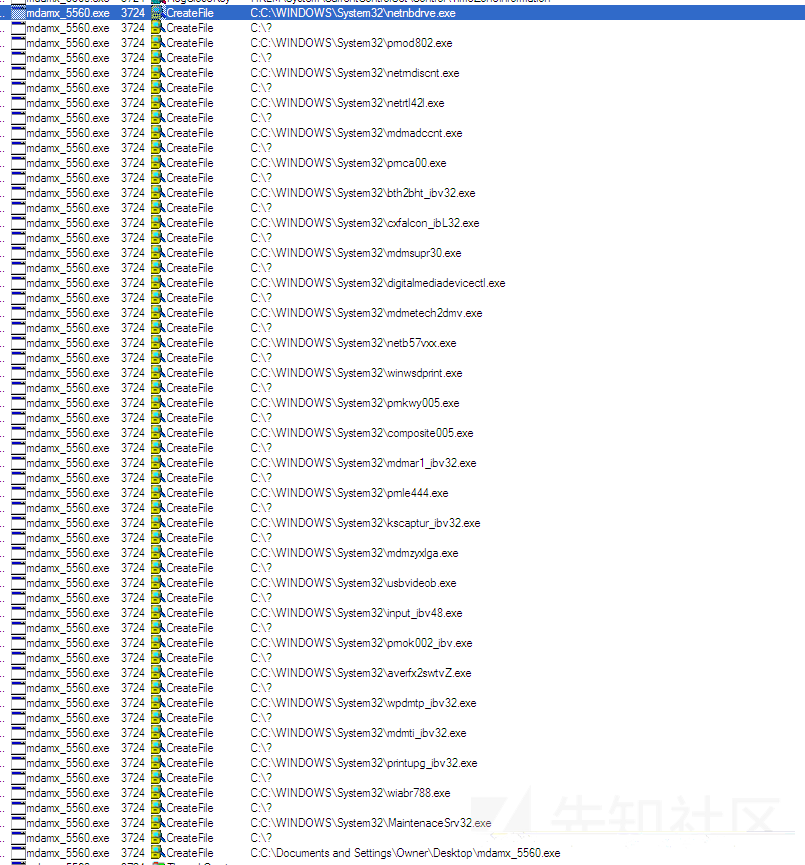 mdamx_5560.exe 3724 CreateFile C:C:\WINDOWS\System32\netnbdrve.exe
mdamx_5560.exe 3724 CreateFile C:\?
mdamx_5560.exe 3724 CreateFile C:C:\WINDOWS\System32\prnod802.exe
mdamx_5560.exe 3724 CreateFile C:\?
mdamx_5560.exe 3724 CreateFile C:C:\WINDOWS\System32\netmdiscnt.exe
mdamx_5560.exe 3724 CreateFile C:\?
mdamx_5560.exe 3724 CreateFile C:C:\WINDOWS\System32\netrtl42l.exe
mdamx_5560.exe 3724 CreateFile C:\?
mdamx_5560.exe 3724 CreateFile C:C:\WINDOWS\System32\mdmadccnt.exe
mdamx_5560.exe 3724 CreateFile C:\?
mdamx_5560.exe 3724 CreateFile C:C:\WINDOWS\System32\prnca00.exe
mdamx_5560.exe 3724 CreateFile C:\?
mdamx_5560.exe 3724 CreateFile C:C:\WINDOWS\System32\bth2bht_ibv32.exe
mdamx_5560.exe 3724 CreateFile C:\?
mdamx_5560.exe 3724 CreateFile C:C:\WINDOWS\System32\cxfalcon_ibL32.exe
mdamx_5560.exe 3724 CreateFile C:\?
mdamx_5560.exe 3724 CreateFile C:C:\WINDOWS\System32\mdmsupr30.exe
mdamx_5560.exe 3724 CreateFile C:\?
mdamx_5560.exe 3724 CreateFile C:C:\WINDOWS\System32\digitalmediadevicectl.exe
mdamx_5560.exe 3724 CreateFile C:\?
mdamx_5560.exe 3724 CreateFile C:C:\WINDOWS\System32\mdmetech2dmv.exe
mdamx_5560.exe 3724 CreateFile C:\?
mdamx_5560.exe 3724 CreateFile C:C:\WINDOWS\System32\netb57vxx.exe
mdamx_5560.exe 3724 CreateFile C:\?
mdamx_5560.exe 3724 CreateFile C:C:\WINDOWS\System32\winwsdprint.exe
mdamx_5560.exe 3724 CreateFile C:\?
mdamx_5560.exe 3724 CreateFile C:C:\WINDOWS\System32\prnkwy005.exe
mdamx_5560.exe 3724 CreateFile C:\?
mdamx_5560.exe 3724 CreateFile C:C:\WINDOWS\System32\composite005.exe
mdamx_5560.exe 3724 CreateFile C:\?
mdamx_5560.exe 3724 CreateFile C:C:\WINDOWS\System32\mdmar1_ibv32.exe
mdamx_5560.exe 3724 CreateFile C:\?
mdamx_5560.exe 3724 CreateFile C:C:\WINDOWS\System32\prnle444.exe
mdamx_5560.exe 3724 CreateFile C:\?
mdamx_5560.exe 3724 CreateFile C:C:\WINDOWS\System32\kscaptur_ibv32.exe
mdamx_5560.exe 3724 CreateFile C:\?
mdamx_5560.exe 3724 CreateFile C:C:\WINDOWS\System32\mdmzyxlga.exe
mdamx_5560.exe 3724 CreateFile C:\?
mdamx_5560.exe 3724 CreateFile C:C:\WINDOWS\System32\usbvideob.exe
mdamx_5560.exe 3724 CreateFile C:\?
mdamx_5560.exe 3724 CreateFile C:C:\WINDOWS\System32\input_ibv48.exe
mdamx_5560.exe 3724 CreateFile C:\?
mdamx_5560.exe 3724 CreateFile C:C:\WINDOWS\System32\prnok002_ibv.exe
mdamx_5560.exe 3724 CreateFile C:\?
mdamx_5560.exe 3724 CreateFile C:C:\WINDOWS\System32\averfx2swtvZ.exe
mdamx_5560.exe 3724 CreateFile C:\?
mdamx_5560.exe 3724 CreateFile C:C:\WINDOWS\System32\wpdmtp_ibv32.exe
mdamx_5560.exe 3724 CreateFile C:\?
mdamx_5560.exe 3724 CreateFile C:C:\WINDOWS\System32\mdmti_ibv32.exe
mdamx_5560.exe 3724 CreateFile C:\?
mdamx_5560.exe 3724 CreateFile C:C:\WINDOWS\System32\printupg_ibv32.exe
mdamx_5560.exe 3724 CreateFile C:\?
mdamx_5560.exe 3724 CreateFile C:C:\WINDOWS\System32\wiabr788.exe
mdamx_5560.exe 3724 CreateFile C:\?
mdamx_5560.exe 3724 CreateFile C:C:\WINDOWS\System32\MaintenaceSrv32.exe
mdamx_5560.exe 3724 CreateFile C:\?
mdamx_5560.exe 3724 CreateFile C:C:\Documents and Settings\Owner\Desktop\mdamx_5560.exe
先知社区